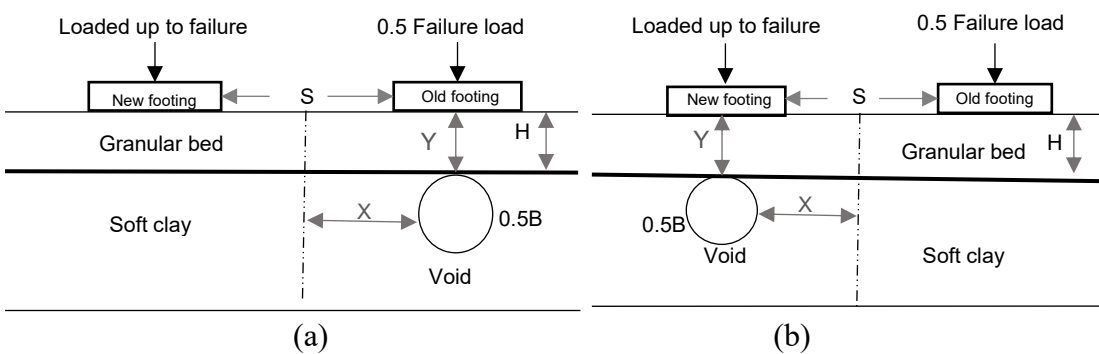 Loaded up to failure
0.5 Failure load
New footing
S
Old footing
Granular bed
Y
H
X
Soft clay
0.5B
Void
(a)
Loaded up to failure
0.5 Failure load
New footing
S
Old footing
Y
Granular bed
H
X
0.5B
Void
Soft clay
(b)